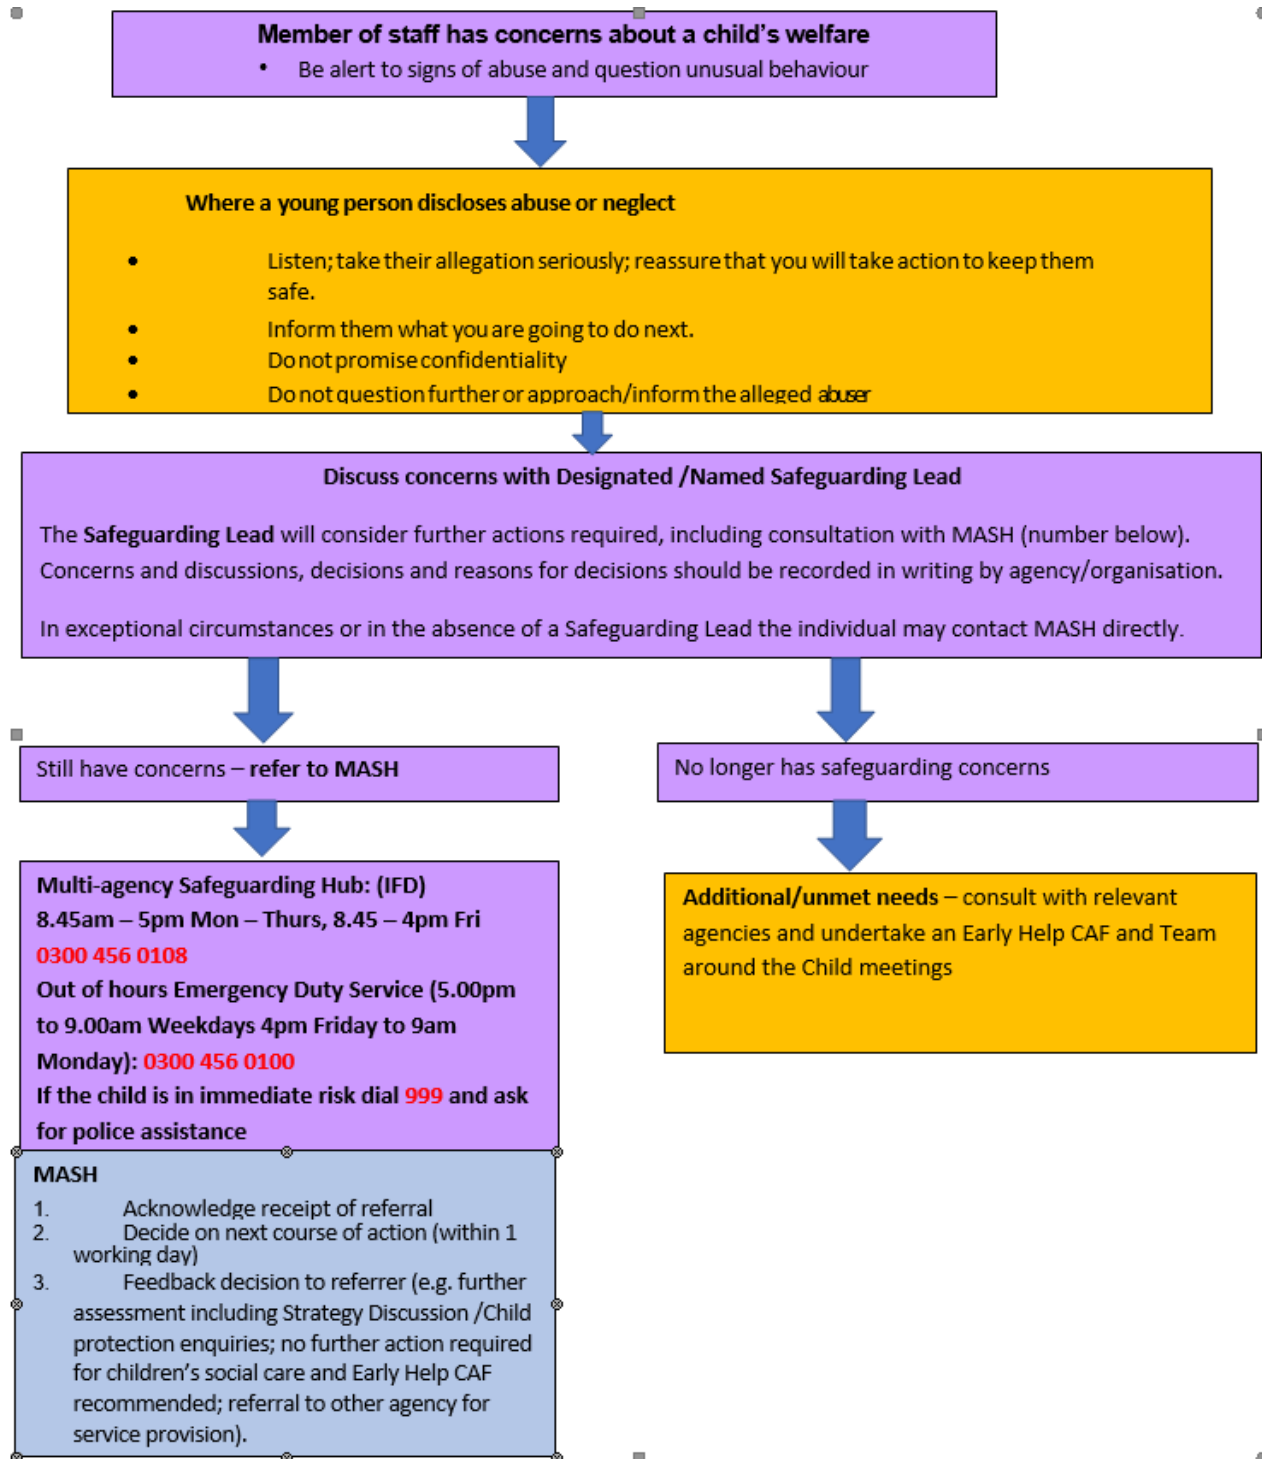 Member of staff has concerns about a child's welfare
• Be alert to signs of abuse and question unusual behaviour
Where a young person discloses abuse or neglect
• Listen; take their allegation seriously; reassure that you will take action to keep them
safe.
• Inform them what you are going to do next.
• Do not promise confidentiality
• Do not question further or approach/inform the alleged abuser
Discuss concerns with Designated /Named Safeguarding Lead
The Safeguarding Lead will consider further actions required, including consultation with MASH (number below).
Concerns and discussions, decisions and reasons for decisions should be recorded in writing by agency/organisation.
In exceptional circumstances or in the absence of a Safeguarding Lead the individual may contact MASH directly.
Still have concerns – refer to MASH
No longer has safeguarding concerns
Multi-agency Safeguarding Hub: (IFD)
8.45am – 5pm Mon – Thurs, 8.45 – 4pm Fri
0300 456 0108
Out of hours Emergency Duty Service (5.00pm
to 9.00am Weekdays 4pm Friday to 9am
Monday): 0300 456 0100
If the child is in immediate risk dial 999 and ask
for police assistance
Additional/unmet needs – consult with relevant
agencies and undertake an Early Help CAF and Team
around the Child meetings
MASH
1. Acknowledge receipt of referral
2. Decide on next course of action (within 1
working day)
3. Feedback decision to referrer (e.g. further
assessment including Strategy Discussion /Child
protection enquiries; no further action required
for children's social care and Early Help CAF
recommended; referral to other agency for
service provision).